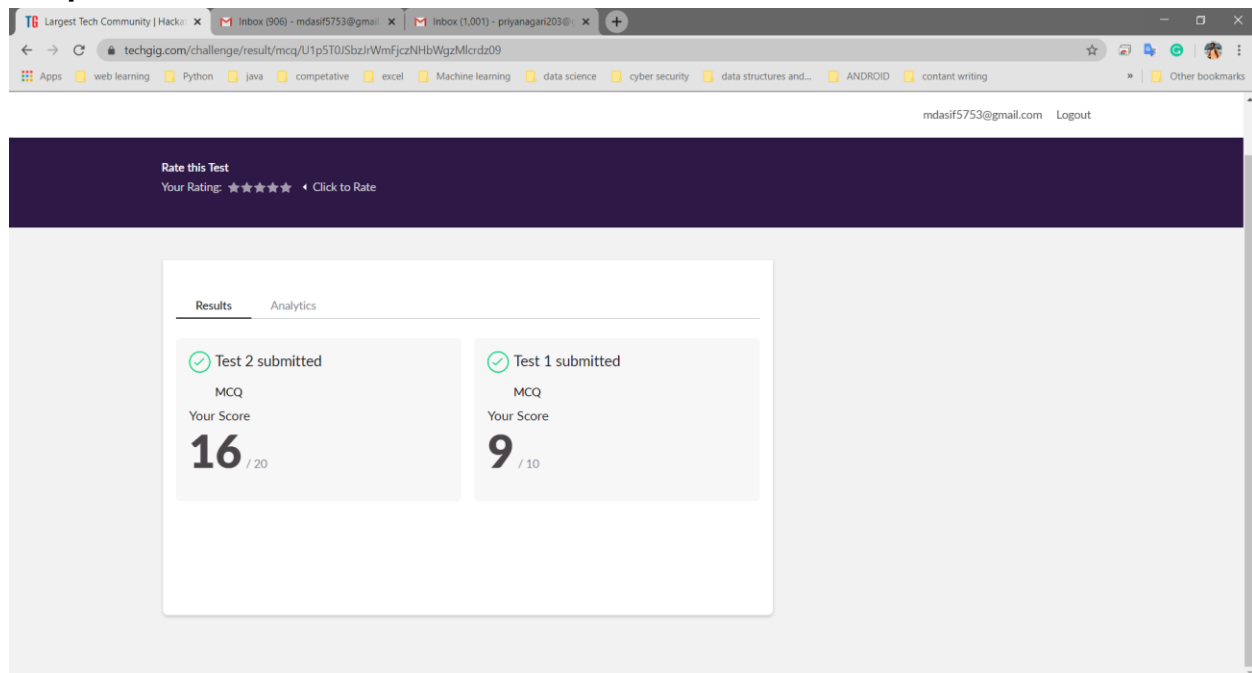 TG Largest Tech Community | Hacka
Inbox (906) - mdasif5753@gmail.
Inbox (1,001) - priyanagari203@
techgig.com/challenge/result/mcq/
Apps web learning Python java competative excel Machine learning data science cyber security data structures and... ANDROID contant writing » Other bookmarks
mdasif5753@gmail.com Logout
Rate this Test
Your Rating: Click to Rate
Results Analytics
Test 2 submitted
MCQ
Your Score
16 / 20
Test 1 submitted
MCQ
Your Score
9 / 10